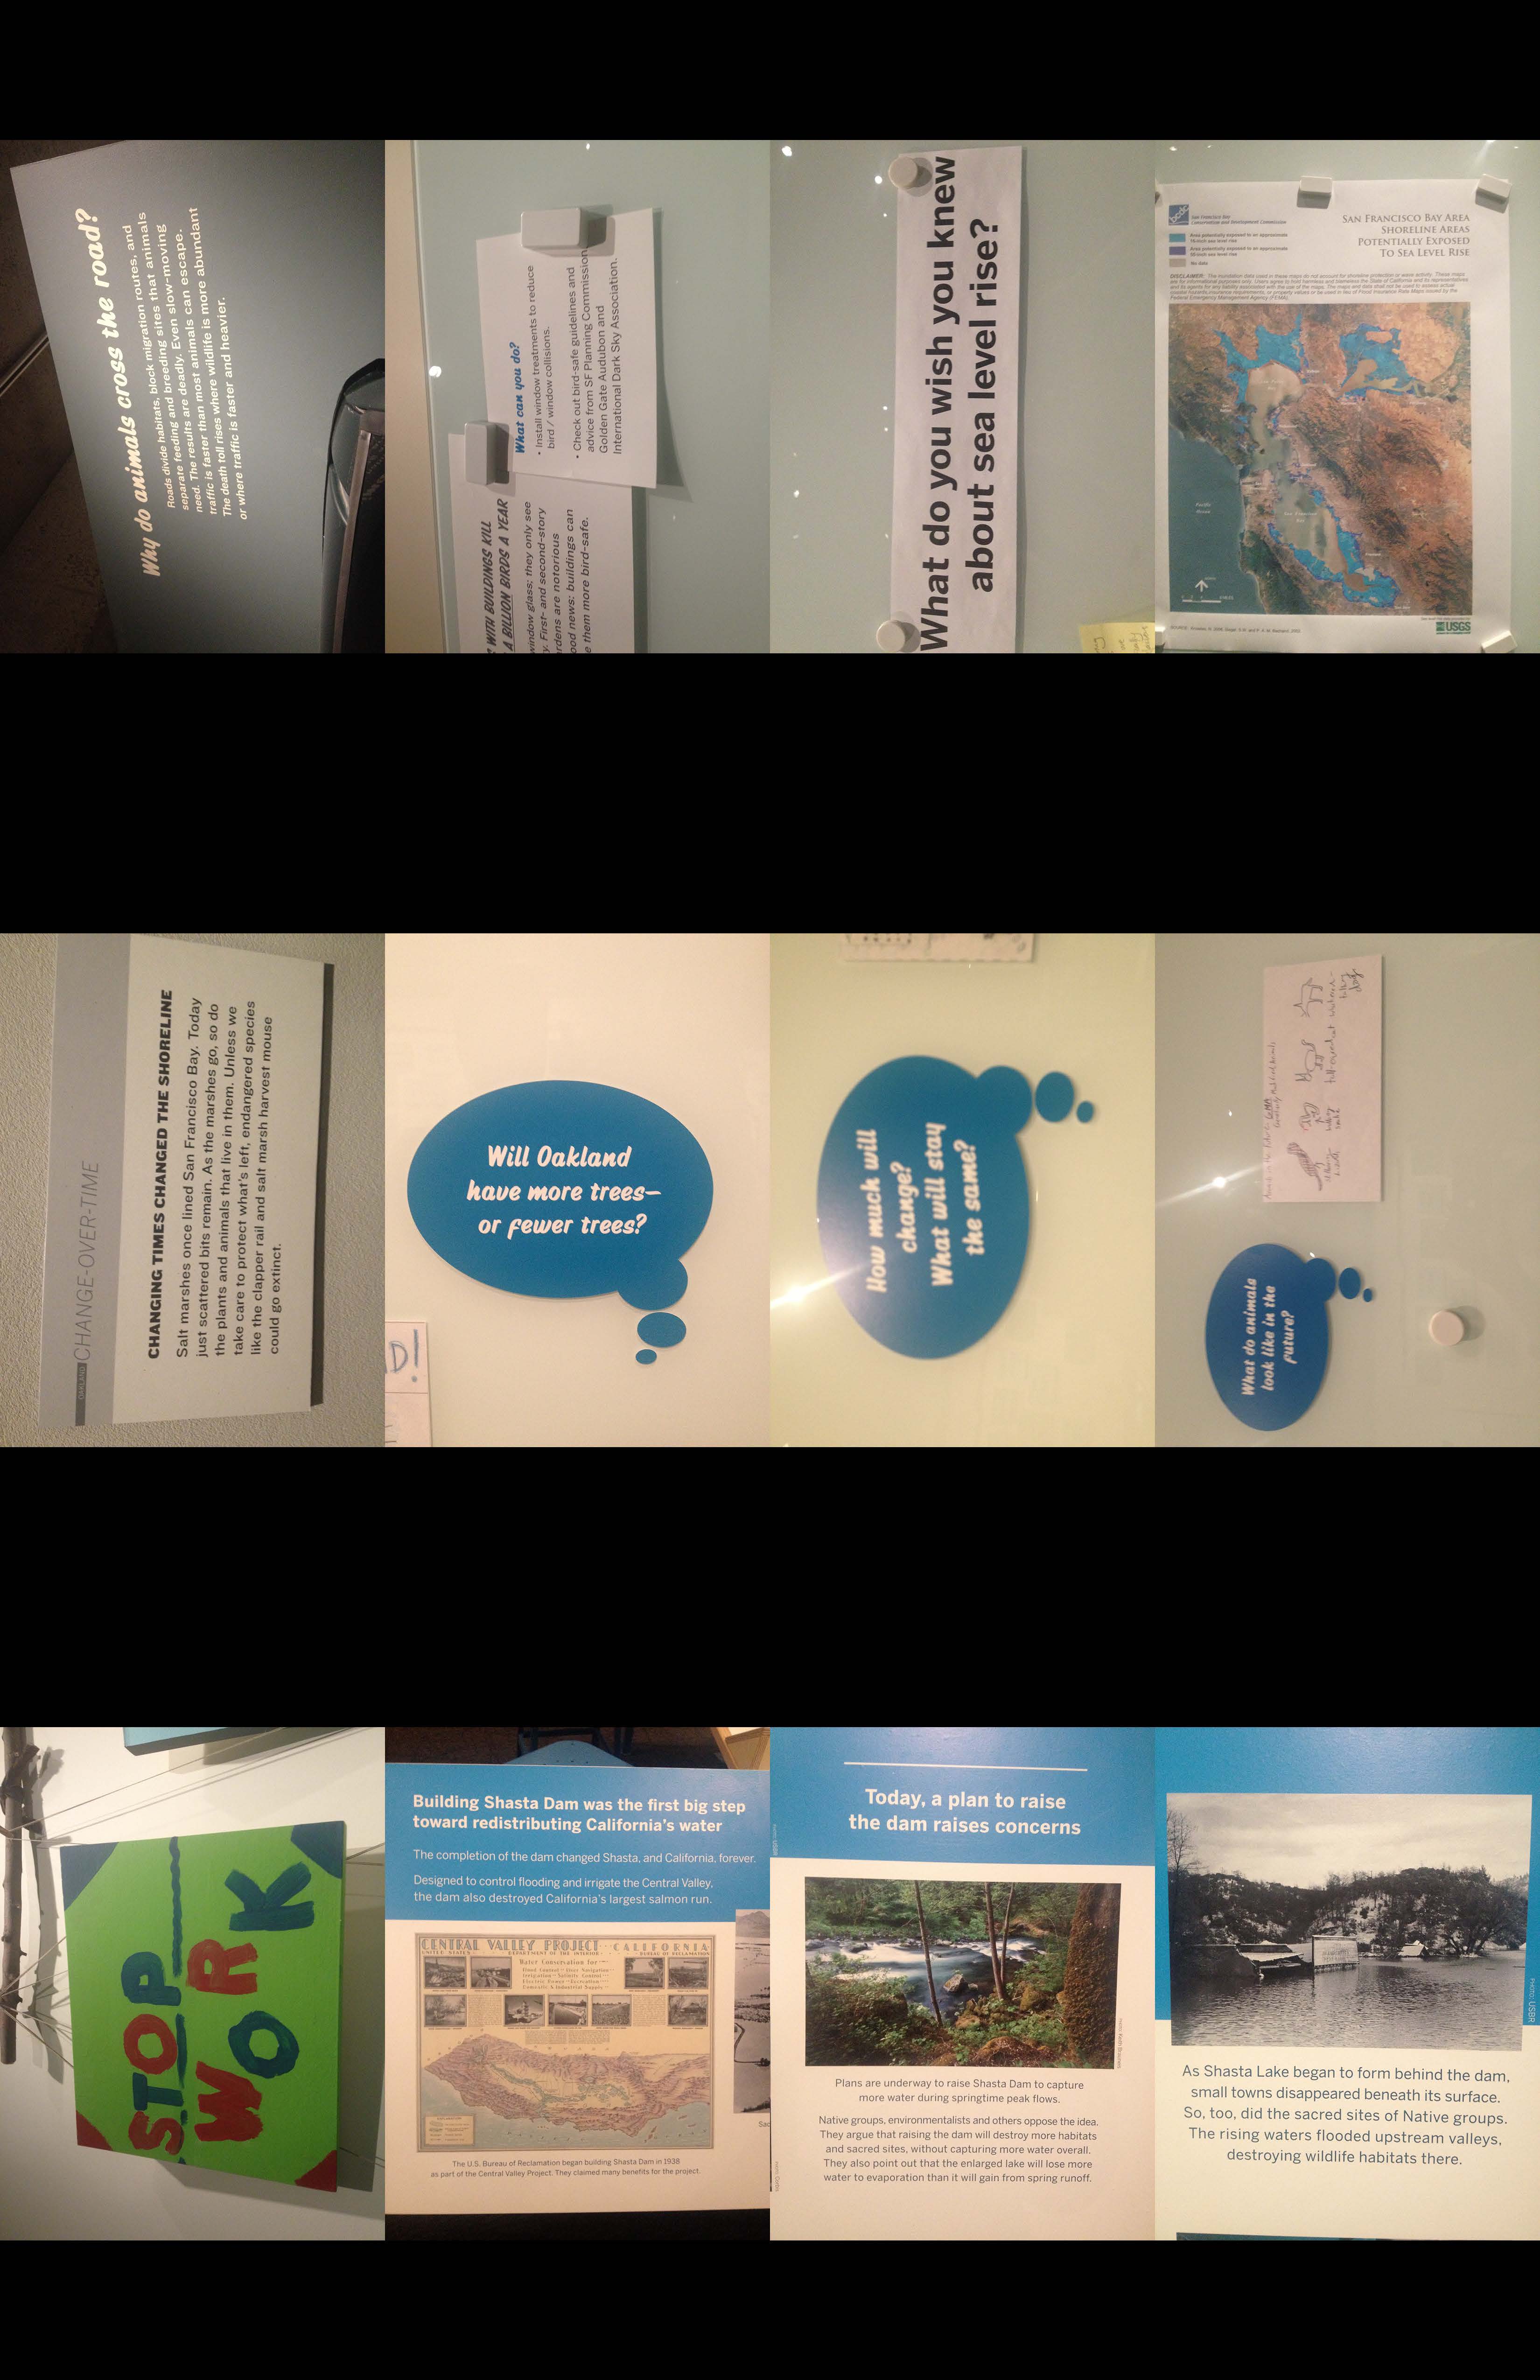 Why do animals cross the road?
Roads divide habitats, block migration routes, and
separate feeding and breeding sites that animals
need. The results are deadly. Even slow-moving
traffic is faster than most animals can escape.
The death toll rises where wildlife is more abundant
or where traffic is faster and heavier.
WITH BUILDINGS KILL
A BILLION BIRDS A YEAR
window glass; they only see
First- and second-story
rdens are notorious
ood news: buildings can
e them more bird-safe.
What can you do?
• Install window treatments to reduce
bird / window collisions.
• Check out bird-safe guidelines and
advice from SF Planning Commission
Golden Gate Audubon and
International Dark Sky Association.
What do you wish you knew
about sea level rise?
bcdc
San Francisco Bay
Conservation and Development Commission
SAN FRANCISCO BAY AREA
SHORELINE AREAS
POTENTIALLY EXPOSED
TO SEA LEVEL RISE
Area potentially exposed to an approximate
16-inch sea level rise
Area potentially exposed to an approximate
55-inch sea level rise
No data
Pacific
Ocean
San Francisco
Bay
USGS
OAKLAND CHANGE-OVER-TIME
CHANGING TIMES CHANGED THE SHORELINE
Salt marshes once lined San Francisco Bay. Today
just scattered bits remain. As the marshes go, so do
the plants and animals that live in them. Unless we
take care to protect what's left, endangered species
like the clapper rail and salt marsh harvest mouse
could go extinct.
D!
Will Oakland
have more trees—
or fewer trees?
How much will
change?
What will stay
the same?
What do animals
look like in the
future?
STOP
WORK
Building Shasta Dam was the first big step
toward redistributing California's water
The completion of the dam changed Shasta, and California, forever.
Designed to control flooding and irrigate the Central Valley,
the dam also destroyed California's largest salmon run.
CENTRAL VALLEY PROJECT - CALIFORNIA
UNITED STATES DEPARTMENT OF THE INTERIOR BUREAU OF RECLAMATION
Water Conservation for
Flood Control - River Navigation
Irrigation - Salinity Control
Electric Power - Recreation
Domestic & Industrial Supply
The U.S. Bureau of Reclamation began building Shasta Dam in 1938
as part of the Central Valley Project. They claimed many benefits for the project.
Sac
Today, a plan to raise
the dam raises concerns
Plans are underway to raise Shasta Dam to capture
more water during springtime peak flows.
Native groups, environmentalists and others oppose the idea.
They argue that raising the dam will destroy more habitats
and sacred sites, without capturing more water overall.
They also point out that the enlarged lake will lose more
water to evaporation than it will gain from spring runoff.
PHOTO: USBR
As Shasta Lake began to form behind the dam,
small towns disappeared beneath its surface.
So, too, did the sacred sites of Native groups.
The rising waters flooded upstream valleys,
destroying wildlife habitats there.